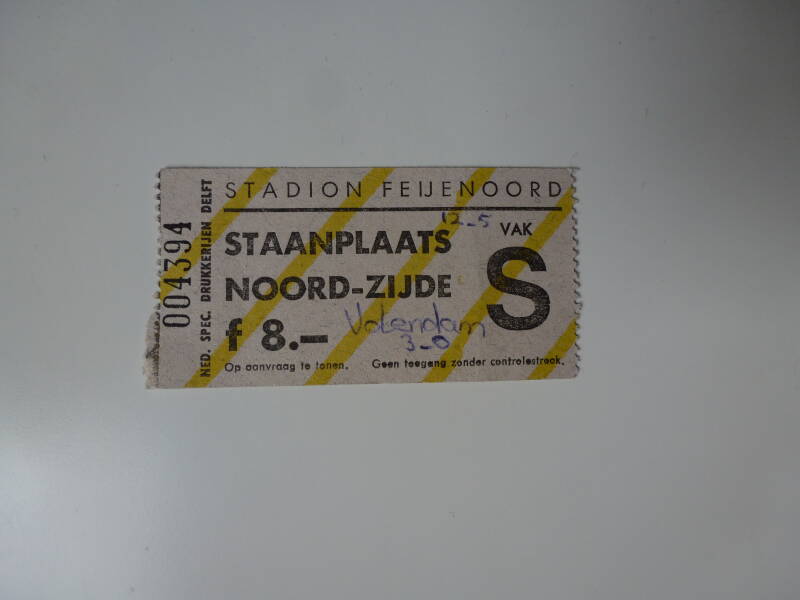 STADION FEIJENOORD
12-5
STAANPLAATS
NOORD-ZIJDE
f 8.-
VAK
S
Volendam
3-0
Op aanvraag te tonen. Geen toegang zonder controlestrook.
004394
NED. SPEC. DRUKKERIJEN DELFT